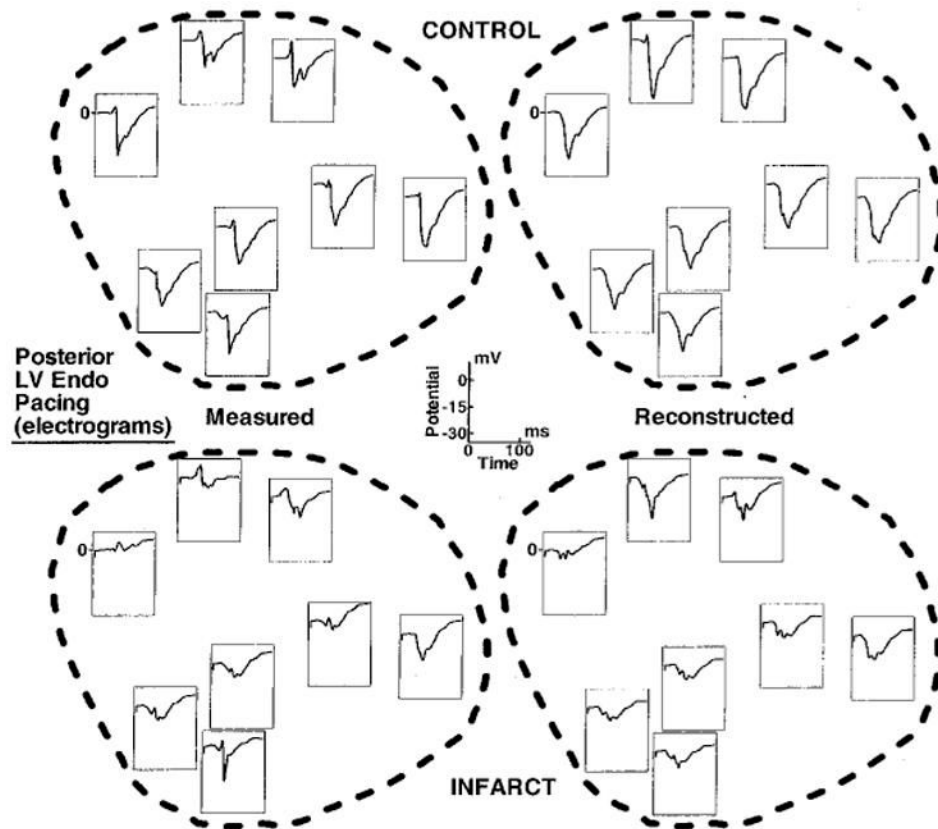 CONTROL
0
0
Posterior
LV Endo
Pacing
(electrograms)
Measured
Potential
mV
0
-15
-30
ms
0
100
Time
Reconstructed
0
0
INFARCT